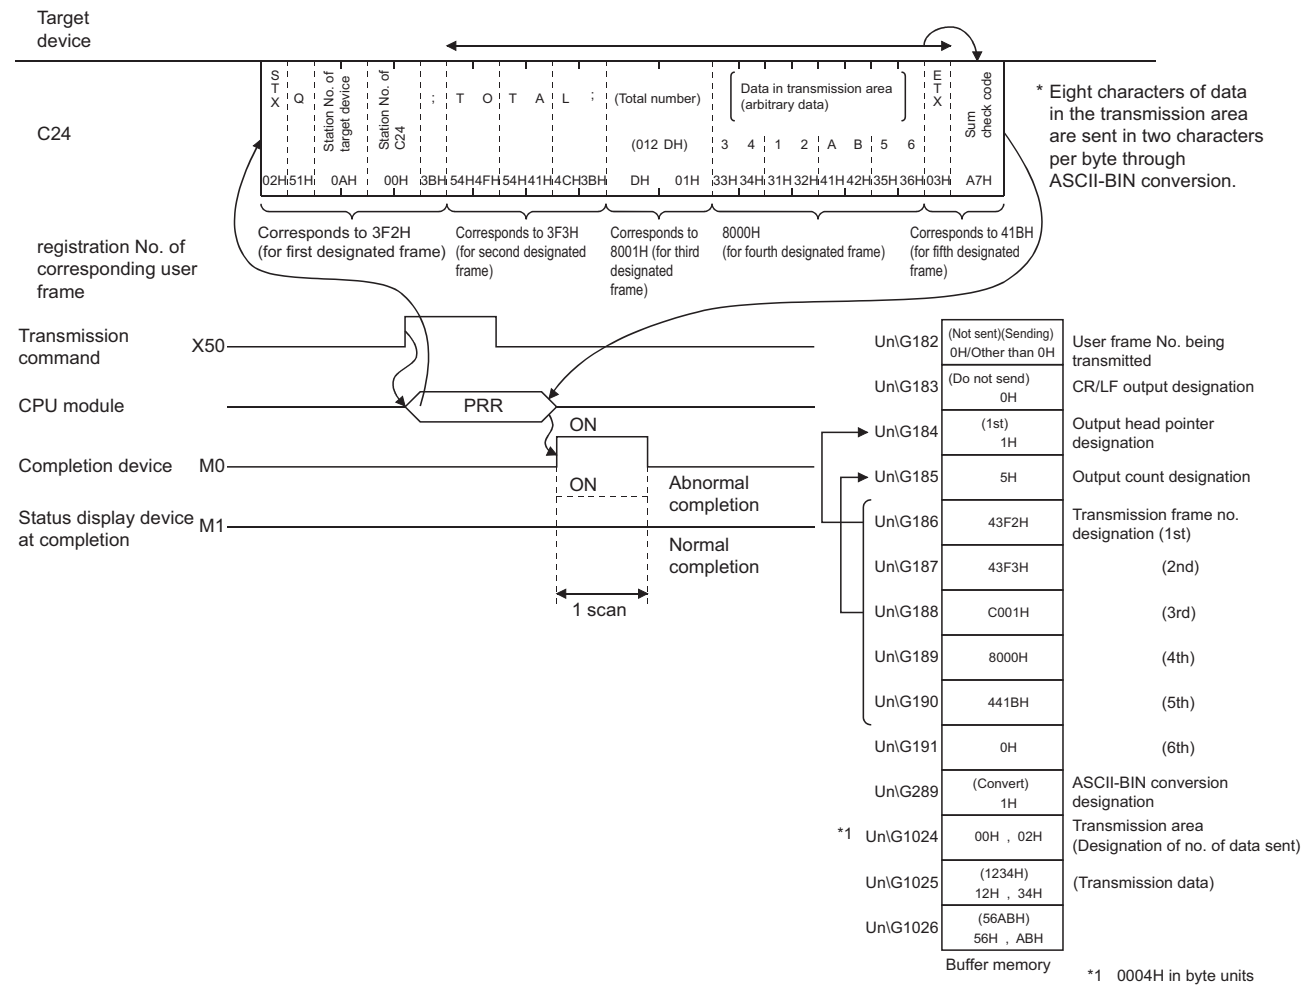 Target
device
C24
S
T
X
Q
Station No. of
target device
Station No. of
C24
; T O T A L ;
(Total number)
(012 DH)
Data in transmission area
(arbitrary data)
3 4 1 2 A B 5 6
E
T
X
Sum
check code
02H 51H 0AH 00H 3BH 54H 4FH 54H 41H 4CH 3BH DH 01H 33H 34H 31H 32H 41H 42H 35H 36H 03H A7H
* Eight characters of data
in the transmission area
are sent in two characters
per byte through
ASCII-BIN conversion.
registration No. of
corresponding user
frame
Corresponds to 3F2H
(for first designated frame)
Corresponds to 3F3H
(for second designated
frame)
Corresponds to
8001H (for third
designated
frame)
8000H
(for fourth designated frame)
Corresponds to 41BH
(for fifth designated
frame)
Transmission
command
X50
CPU module
PRR
Completion device M0
ON
ON
Abnormal
completion
Status display device
at completion
M1
Normal
completion
1 scan
Un\G182 (Not sent)(Sending)
0H/Other than 0H
User frame No. being
transmitted
Un\G183 (Do not send)
0H
CR/LF output designation
Un\G184 (1st)
1H
Output head pointer
designation
Un\G185 5H Output count designation
Un\G186 43F2H Transmission frame no.
designation (1st)
Un\G187 43F3H (2nd)
Un\G188 C001H (3rd)
Un\G189 8000H (4th)
Un\G190 441BH (5th)
Un\G191 0H (6th)
Un\G289 (Convert)
1H
ASCII-BIN conversion
designation
*1 Un\G1024 00H , 02H Transmission area
(Designation of no. of data sent)
Un\G1025 (1234H)
12H , 34H
(Transmission data)
Un\G1026 (56ABH)
56H , ABH
Buffer memory
*1 0004H in byte units